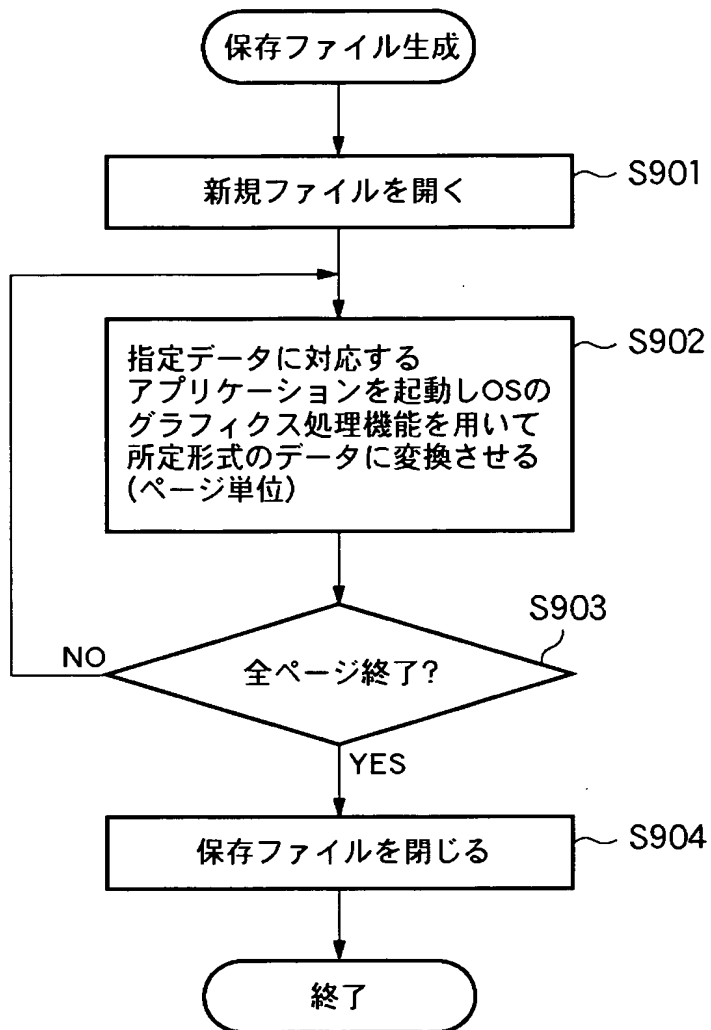 保存ファイル生成
新規ファイルを開く
S901
指定データに対応する
アプリケーションを起動しOSの
グラフィクス処理機能を用いて
所定形式のデータに変換させる
(ページ単位)
S902
S903
全ページ終了?
NO
YES
保存ファイルを閉じる
S904
終了